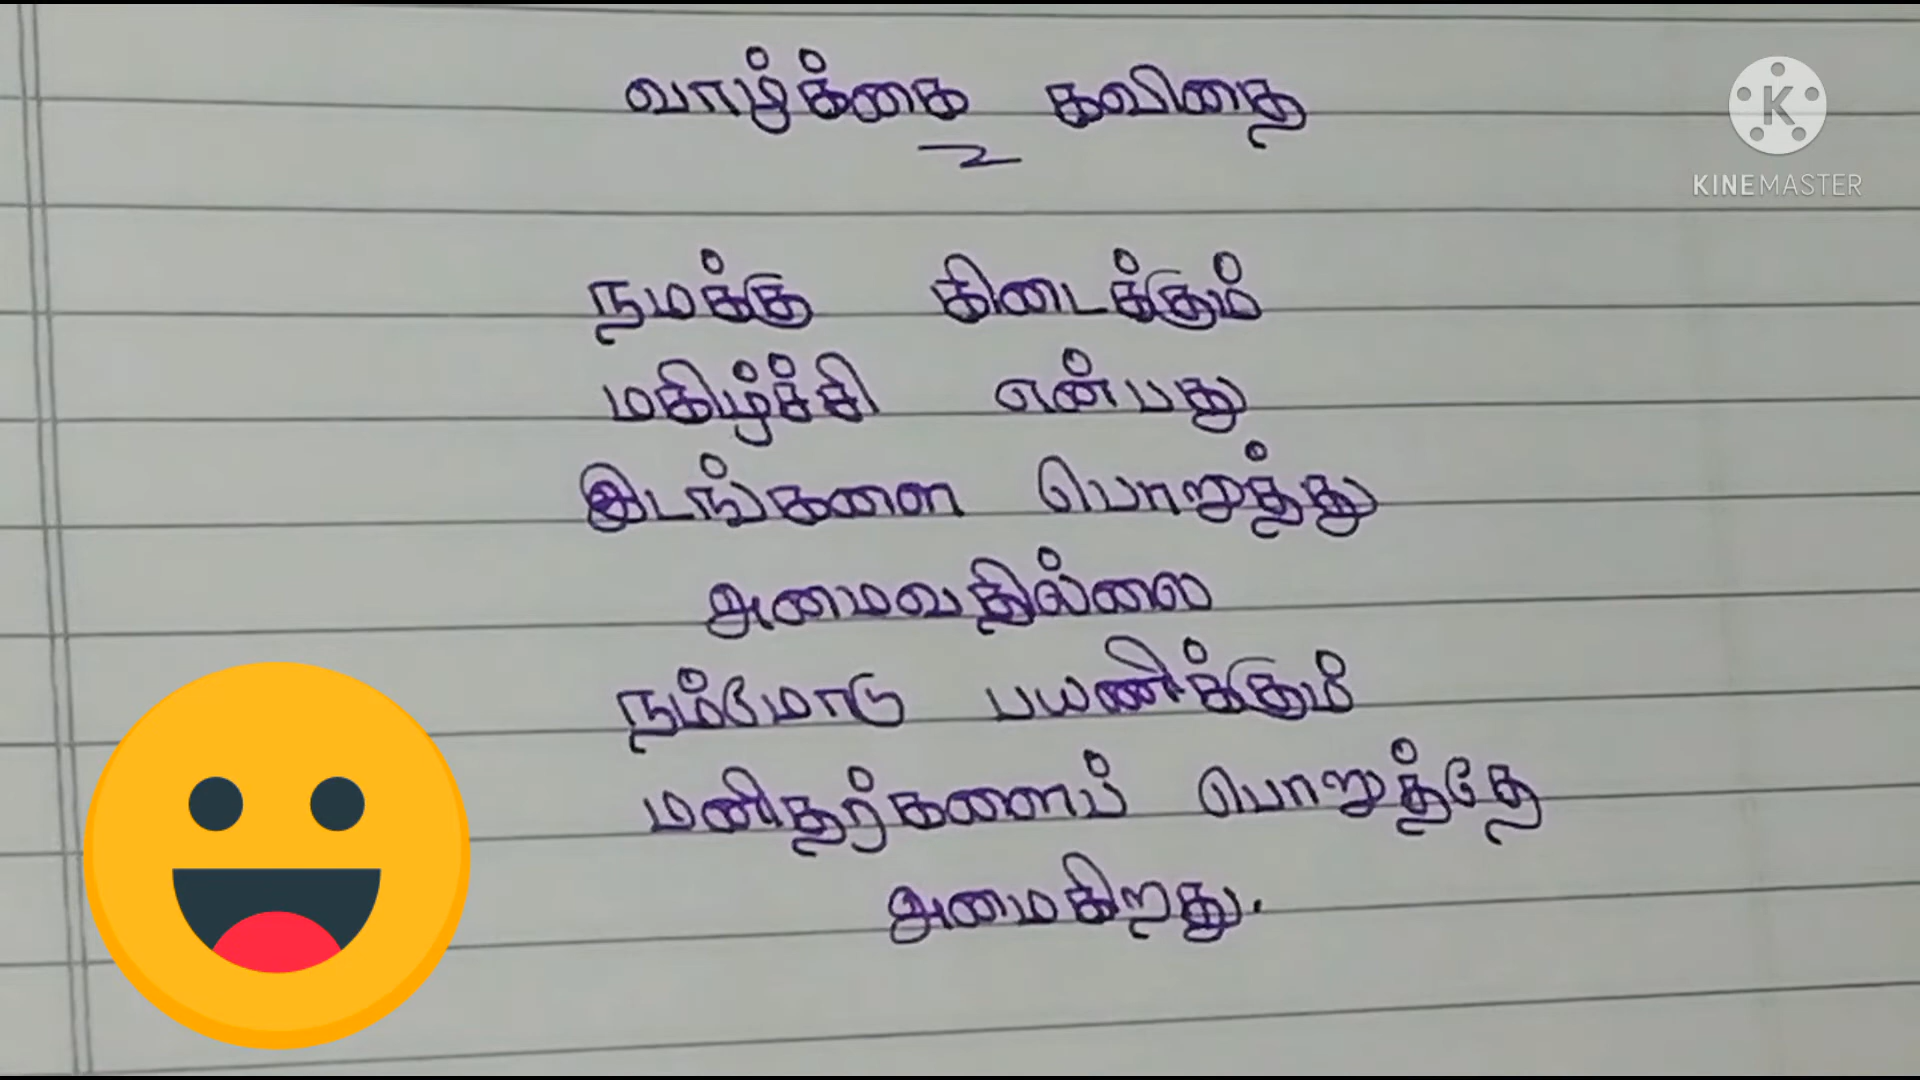 வாழ்க்கை கவிதை
KINEMASTER
நமக்கு கிடைக்கும்
மகிழ்ச்சி என்பது
இடங்களை பொறுத்து
அமைவதில்லை
நம்மோடு பயணிக்கும்
மனிதர்களைப் பொறுத்தே
அமைகிறது.